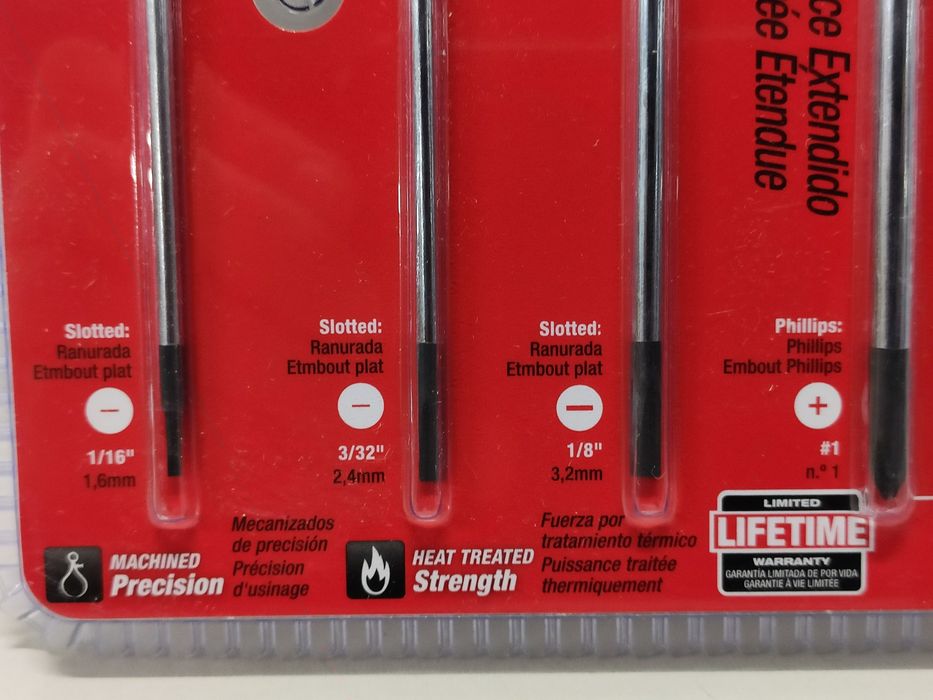 ce Extendido
ée Étendue
Slotted:
Ranurada
Etmbout plat
1/16"
1,6mm
Slotted:
Ranurada
Etmbout plat
3/32"
2,4mm
Slotted:
Ranurada
Etmbout plat
1/8"
3,2mm
Phillips:
Phillips
Embout Phillips
#1
n.º 1
MACHINED
Precision
Mecanizados
de precisión
Précision
d'usinage
HEAT TREATED
Strength
Fuerza por
tratamiento térmico
Puissance traitée
thermiquement
LIMITED
LIFETIME
WARRANTY
GARANTÍA LIMITADA DE POR VIDA
GARANTIE À VIE LIMITÉE